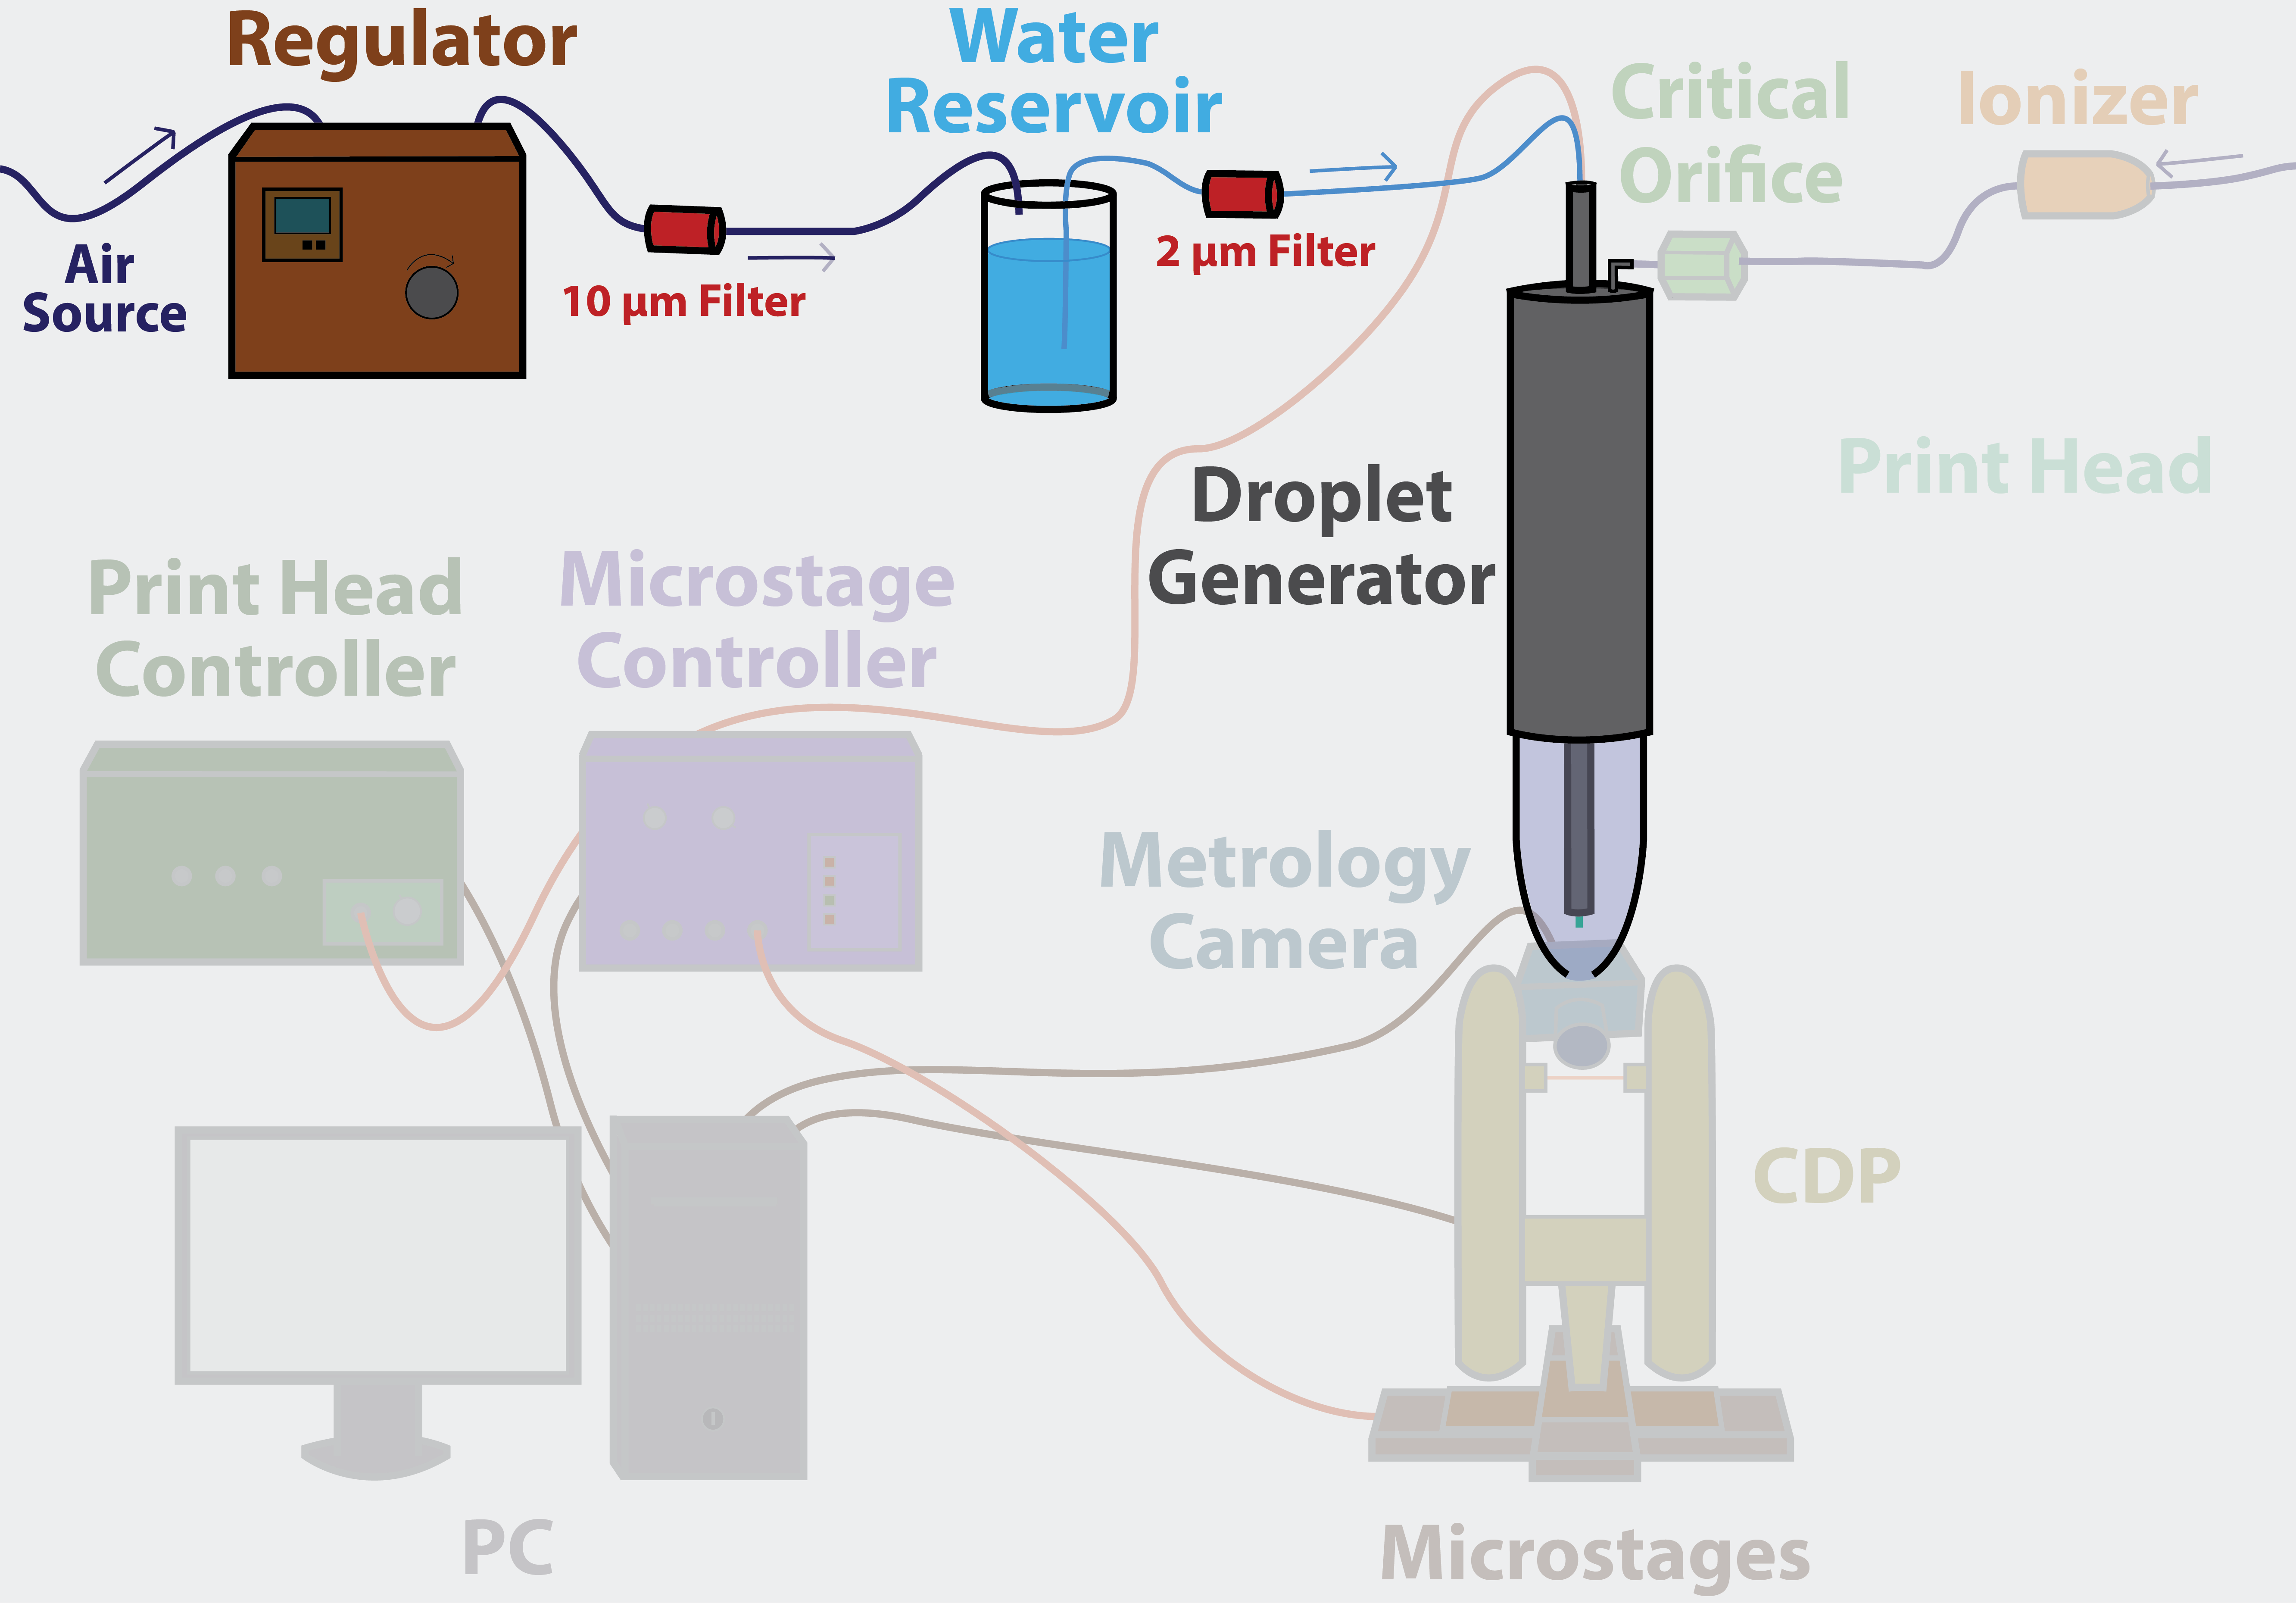 Regulator
Water
Reservoir
Critical
Orifice
Ionizer
Air
Source
10 µm Filter
2 µm Filter
Droplet
Generator
Print Head
Print Head
Controller
Microstage
Controller
Metrology
Camera
CDP
PC
Microstages